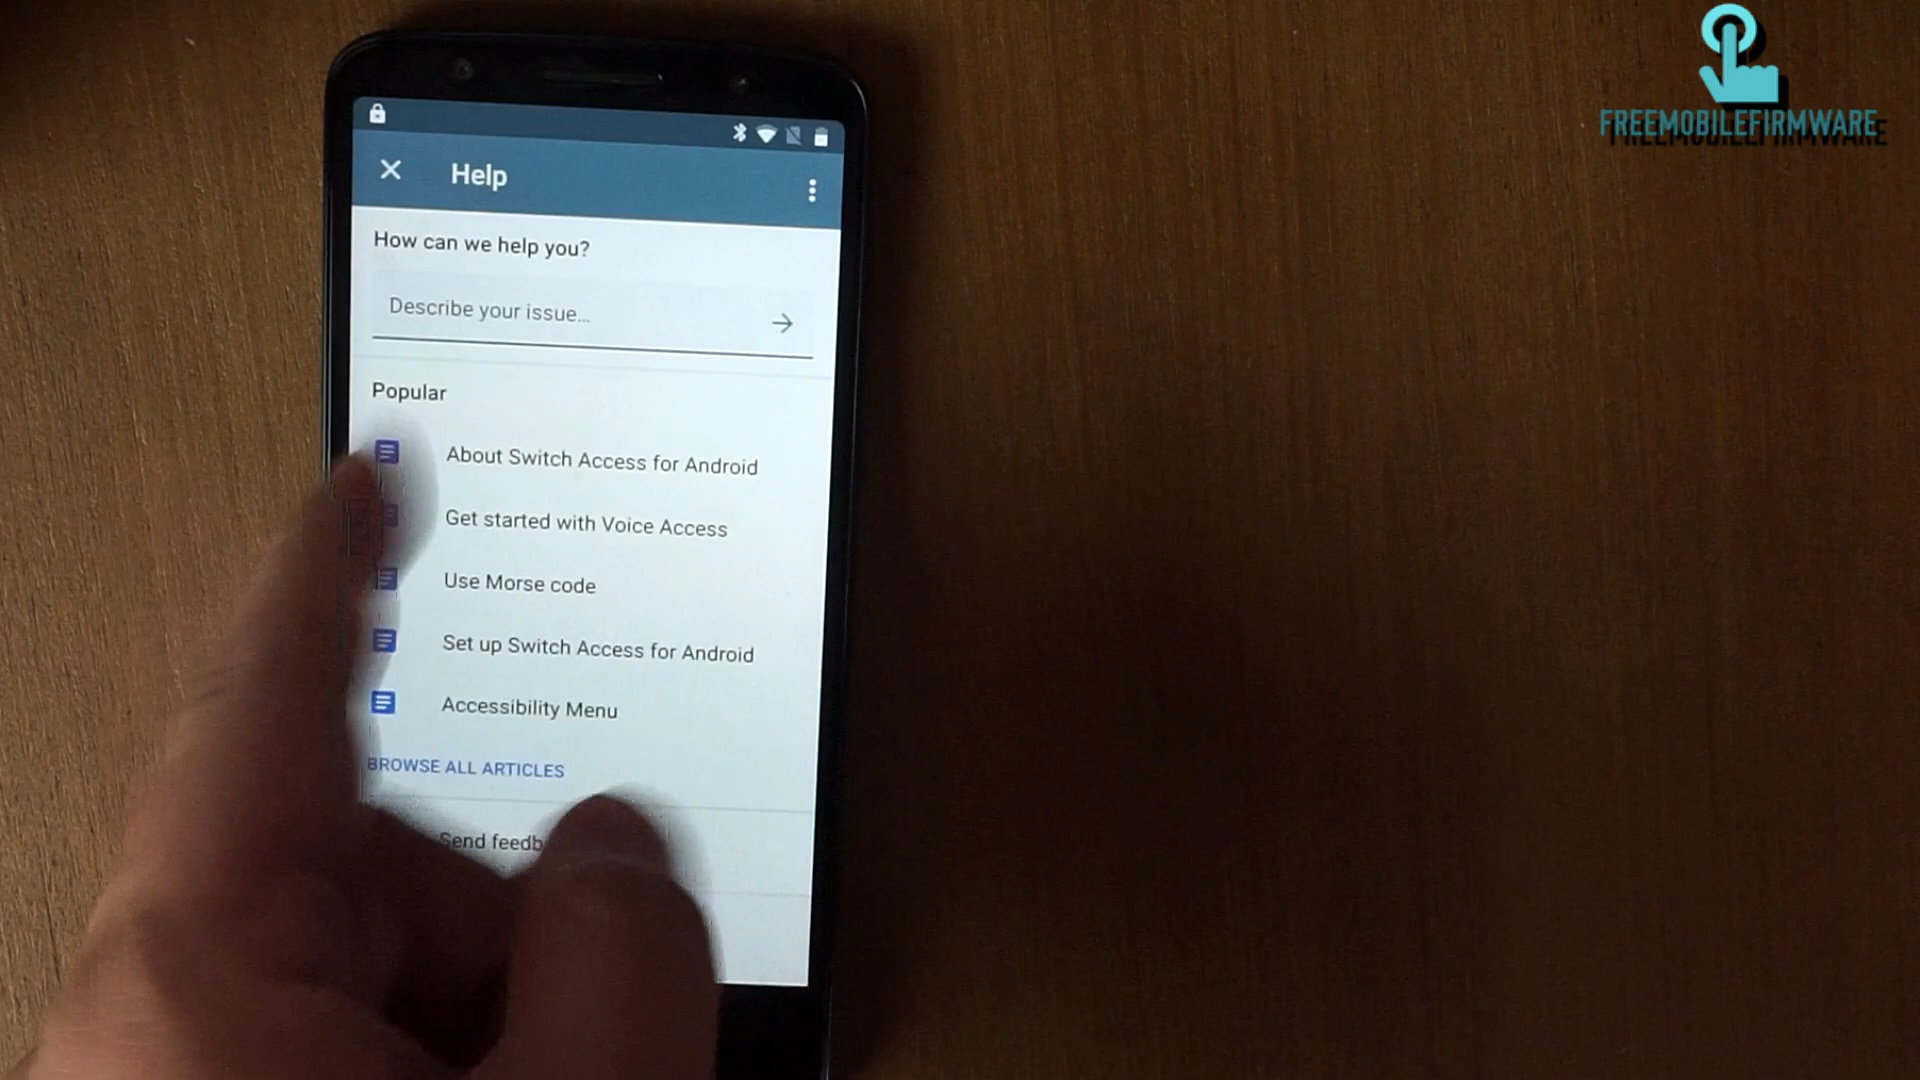 FREEMOBILEFIRMWARE
Help
How can we help you?
Describe your issue...
Popular
About Switch Access for Android
Get started with Voice Access
Use Morse code
Set up Switch Access for Android
Accessibility Menu
BROWSE ALL ARTICLES
Send